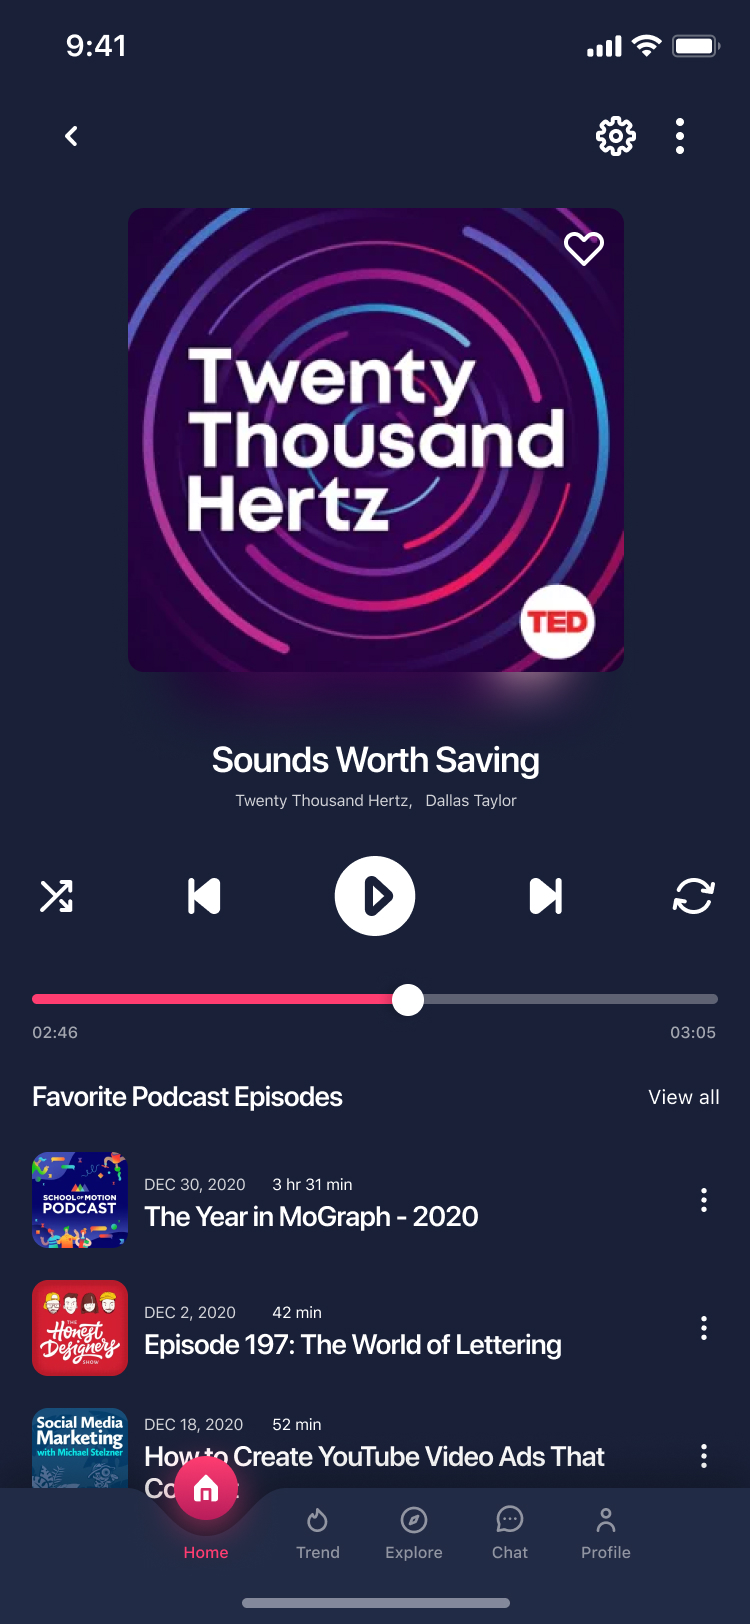 9:41
Twenty
Thousand
Hertz
TED
Sounds Worth Saving
Twenty Thousand Hertz, Dallas Taylor
02:46
03:05
Favorite Podcast Episodes
View all
SCHOOL OF MOTION
PODCAST
DEC 30, 2020 3 hr 31 min
The Year in MoGraph - 2020
THE
Honest
Designers
SHOW
DEC 2, 2020 42 min
Episode 197: The World of Lettering
Social Media
Marketing
with Michael Stelzner
DEC 18, 2020 52 min
How to Create YouTube Video Ads That
Home
Trend
Explore
Chat
Profile